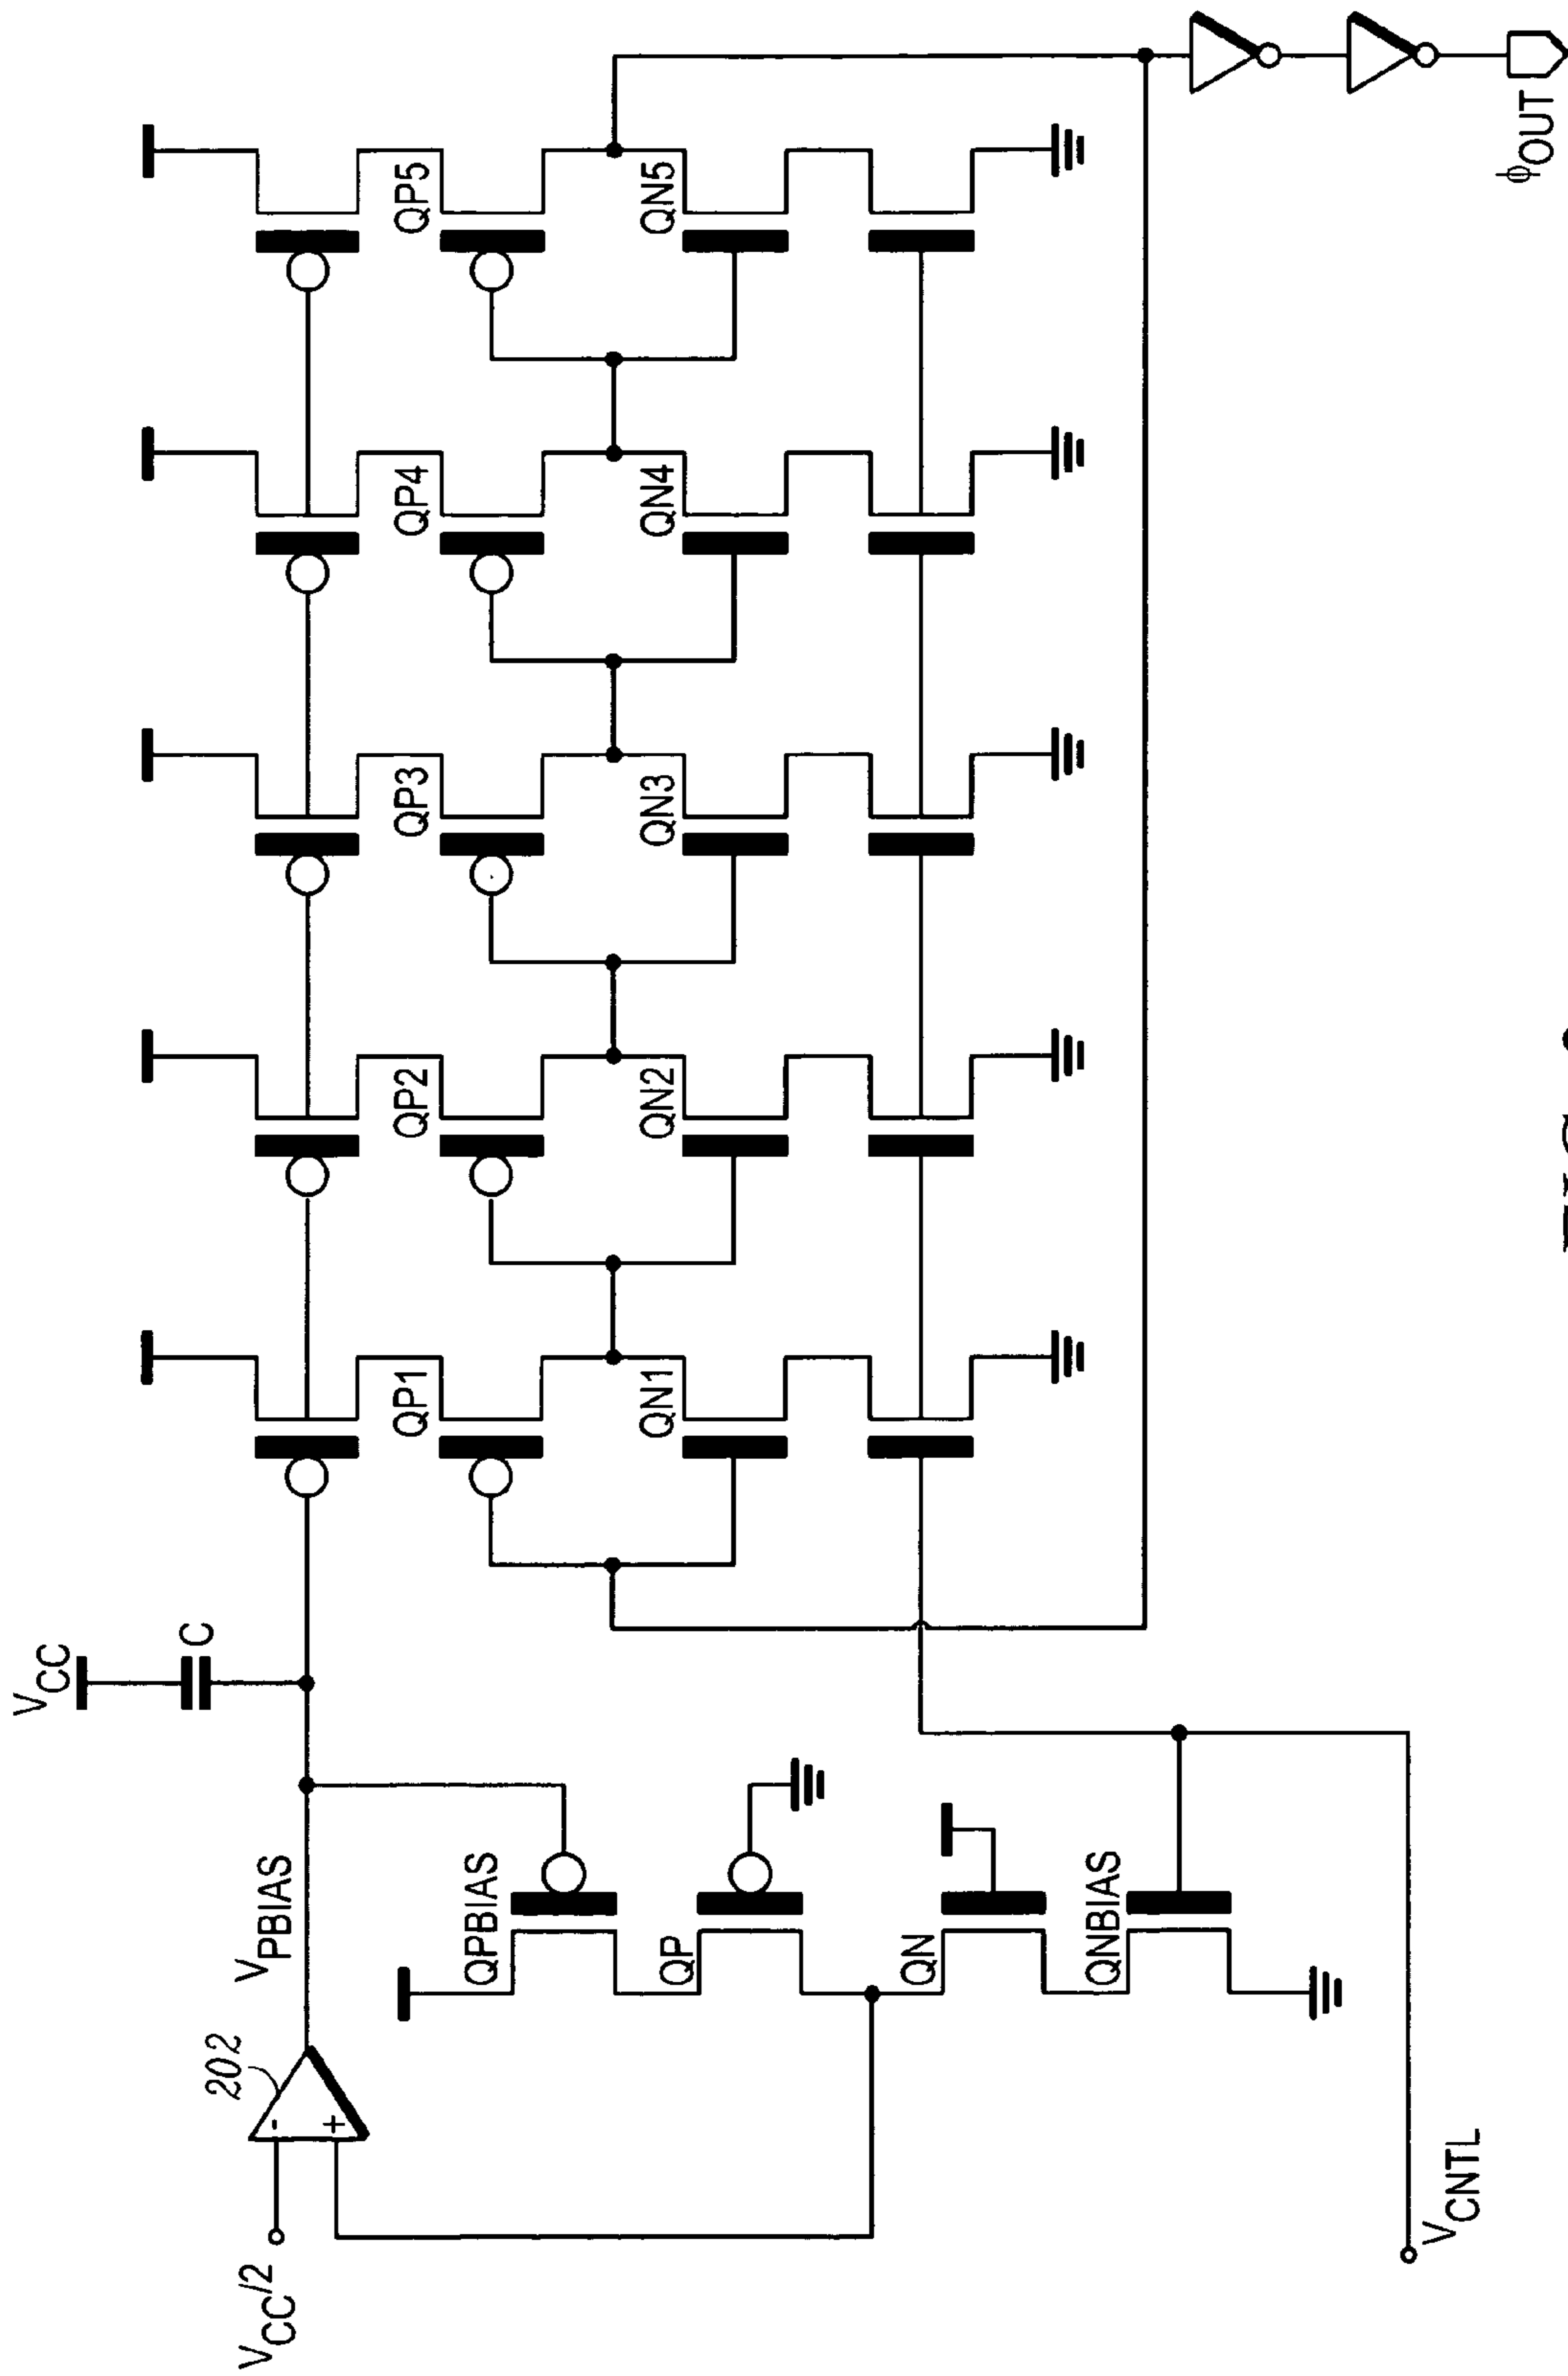 V_CC/2
202
V_PBIAS
V_CC
C
-
+
QPBIAS
QP
QN
QNBIAS
V_CNTL
QP1
QN1
QP2
QN2
QP3
QN3
QP4
QN4
QP5
QN5
ϕ_OUT